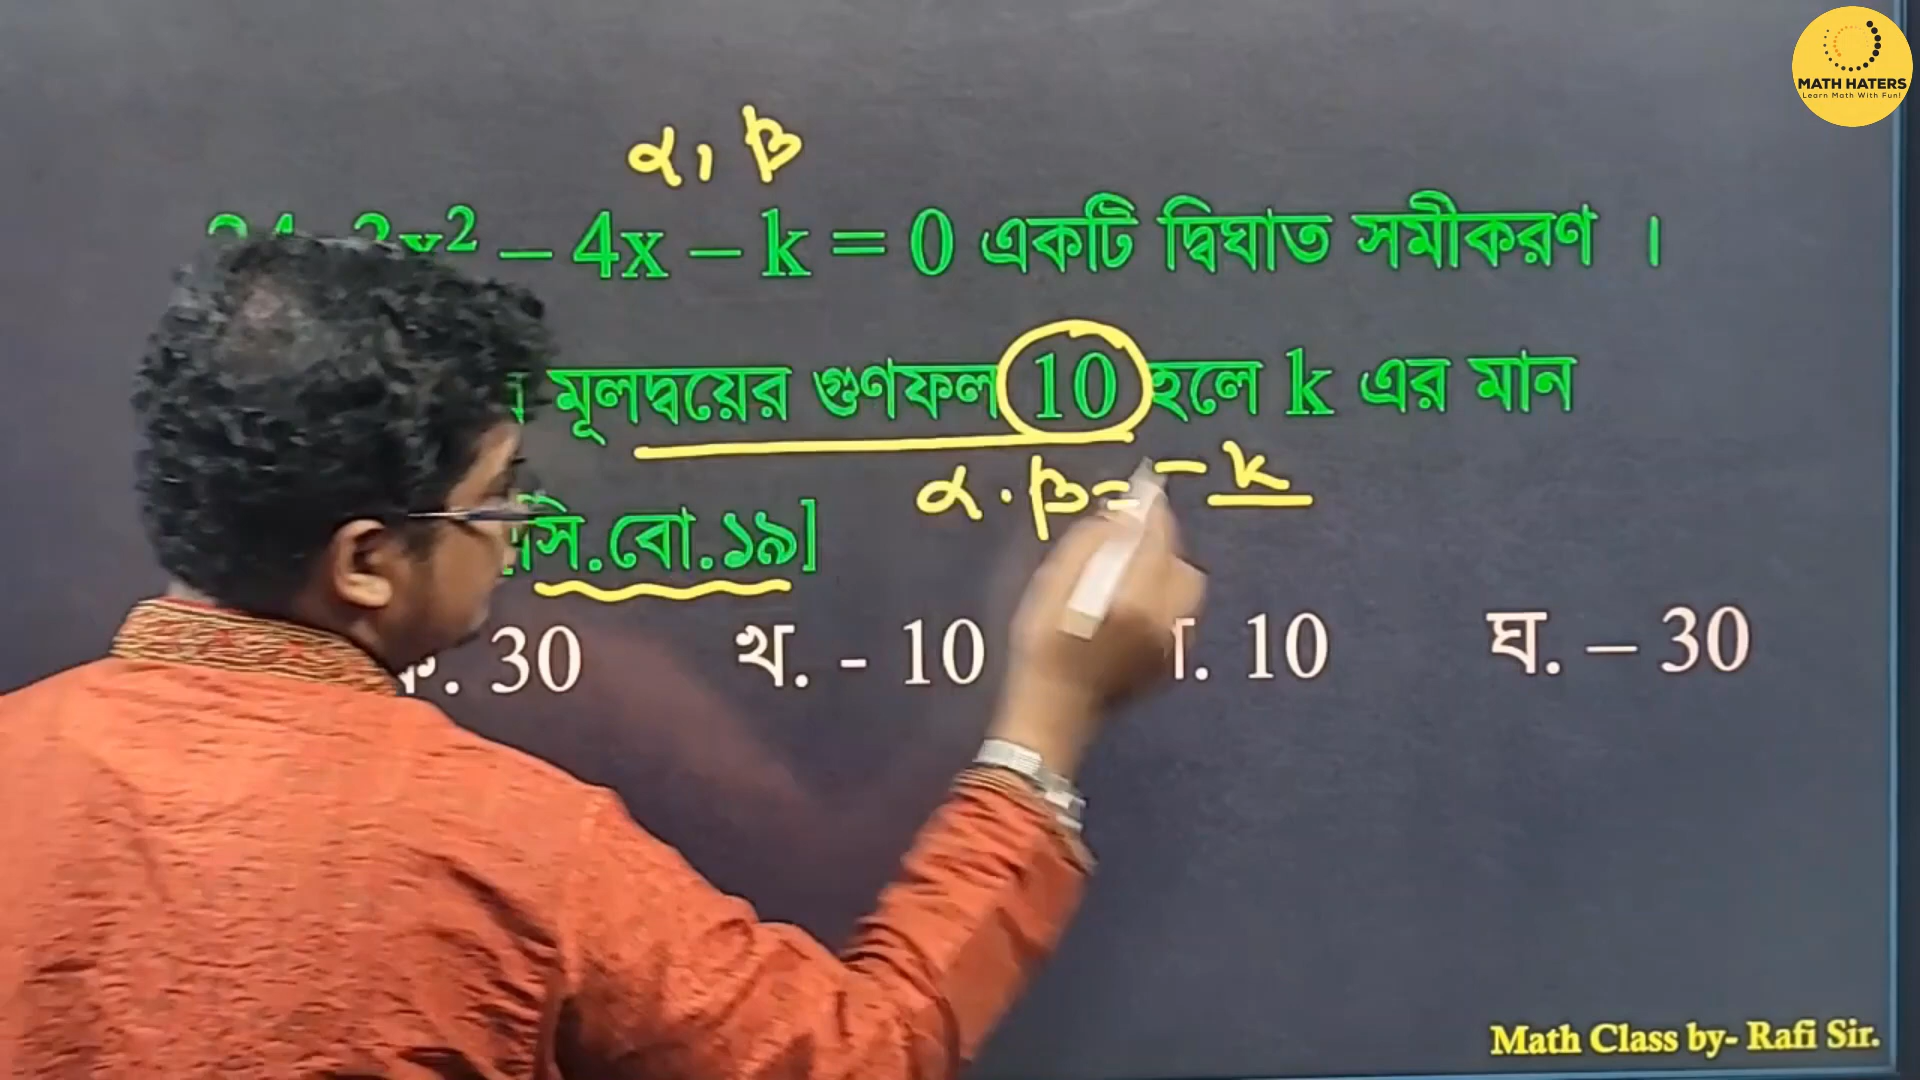 MATH HATERS
Learn Math With Fun!
α, β
3x² – 4x – k = 0 একটি দ্বিঘাত সমীকরণ ।
মূলদ্বয়ের গুণফল 10 হলে k এর মান
α · β = – k
সি.বো.১৯]
ক. 30 খ. - 10 . 10 ঘ. – 30
Math Class by- Rafi Sir.